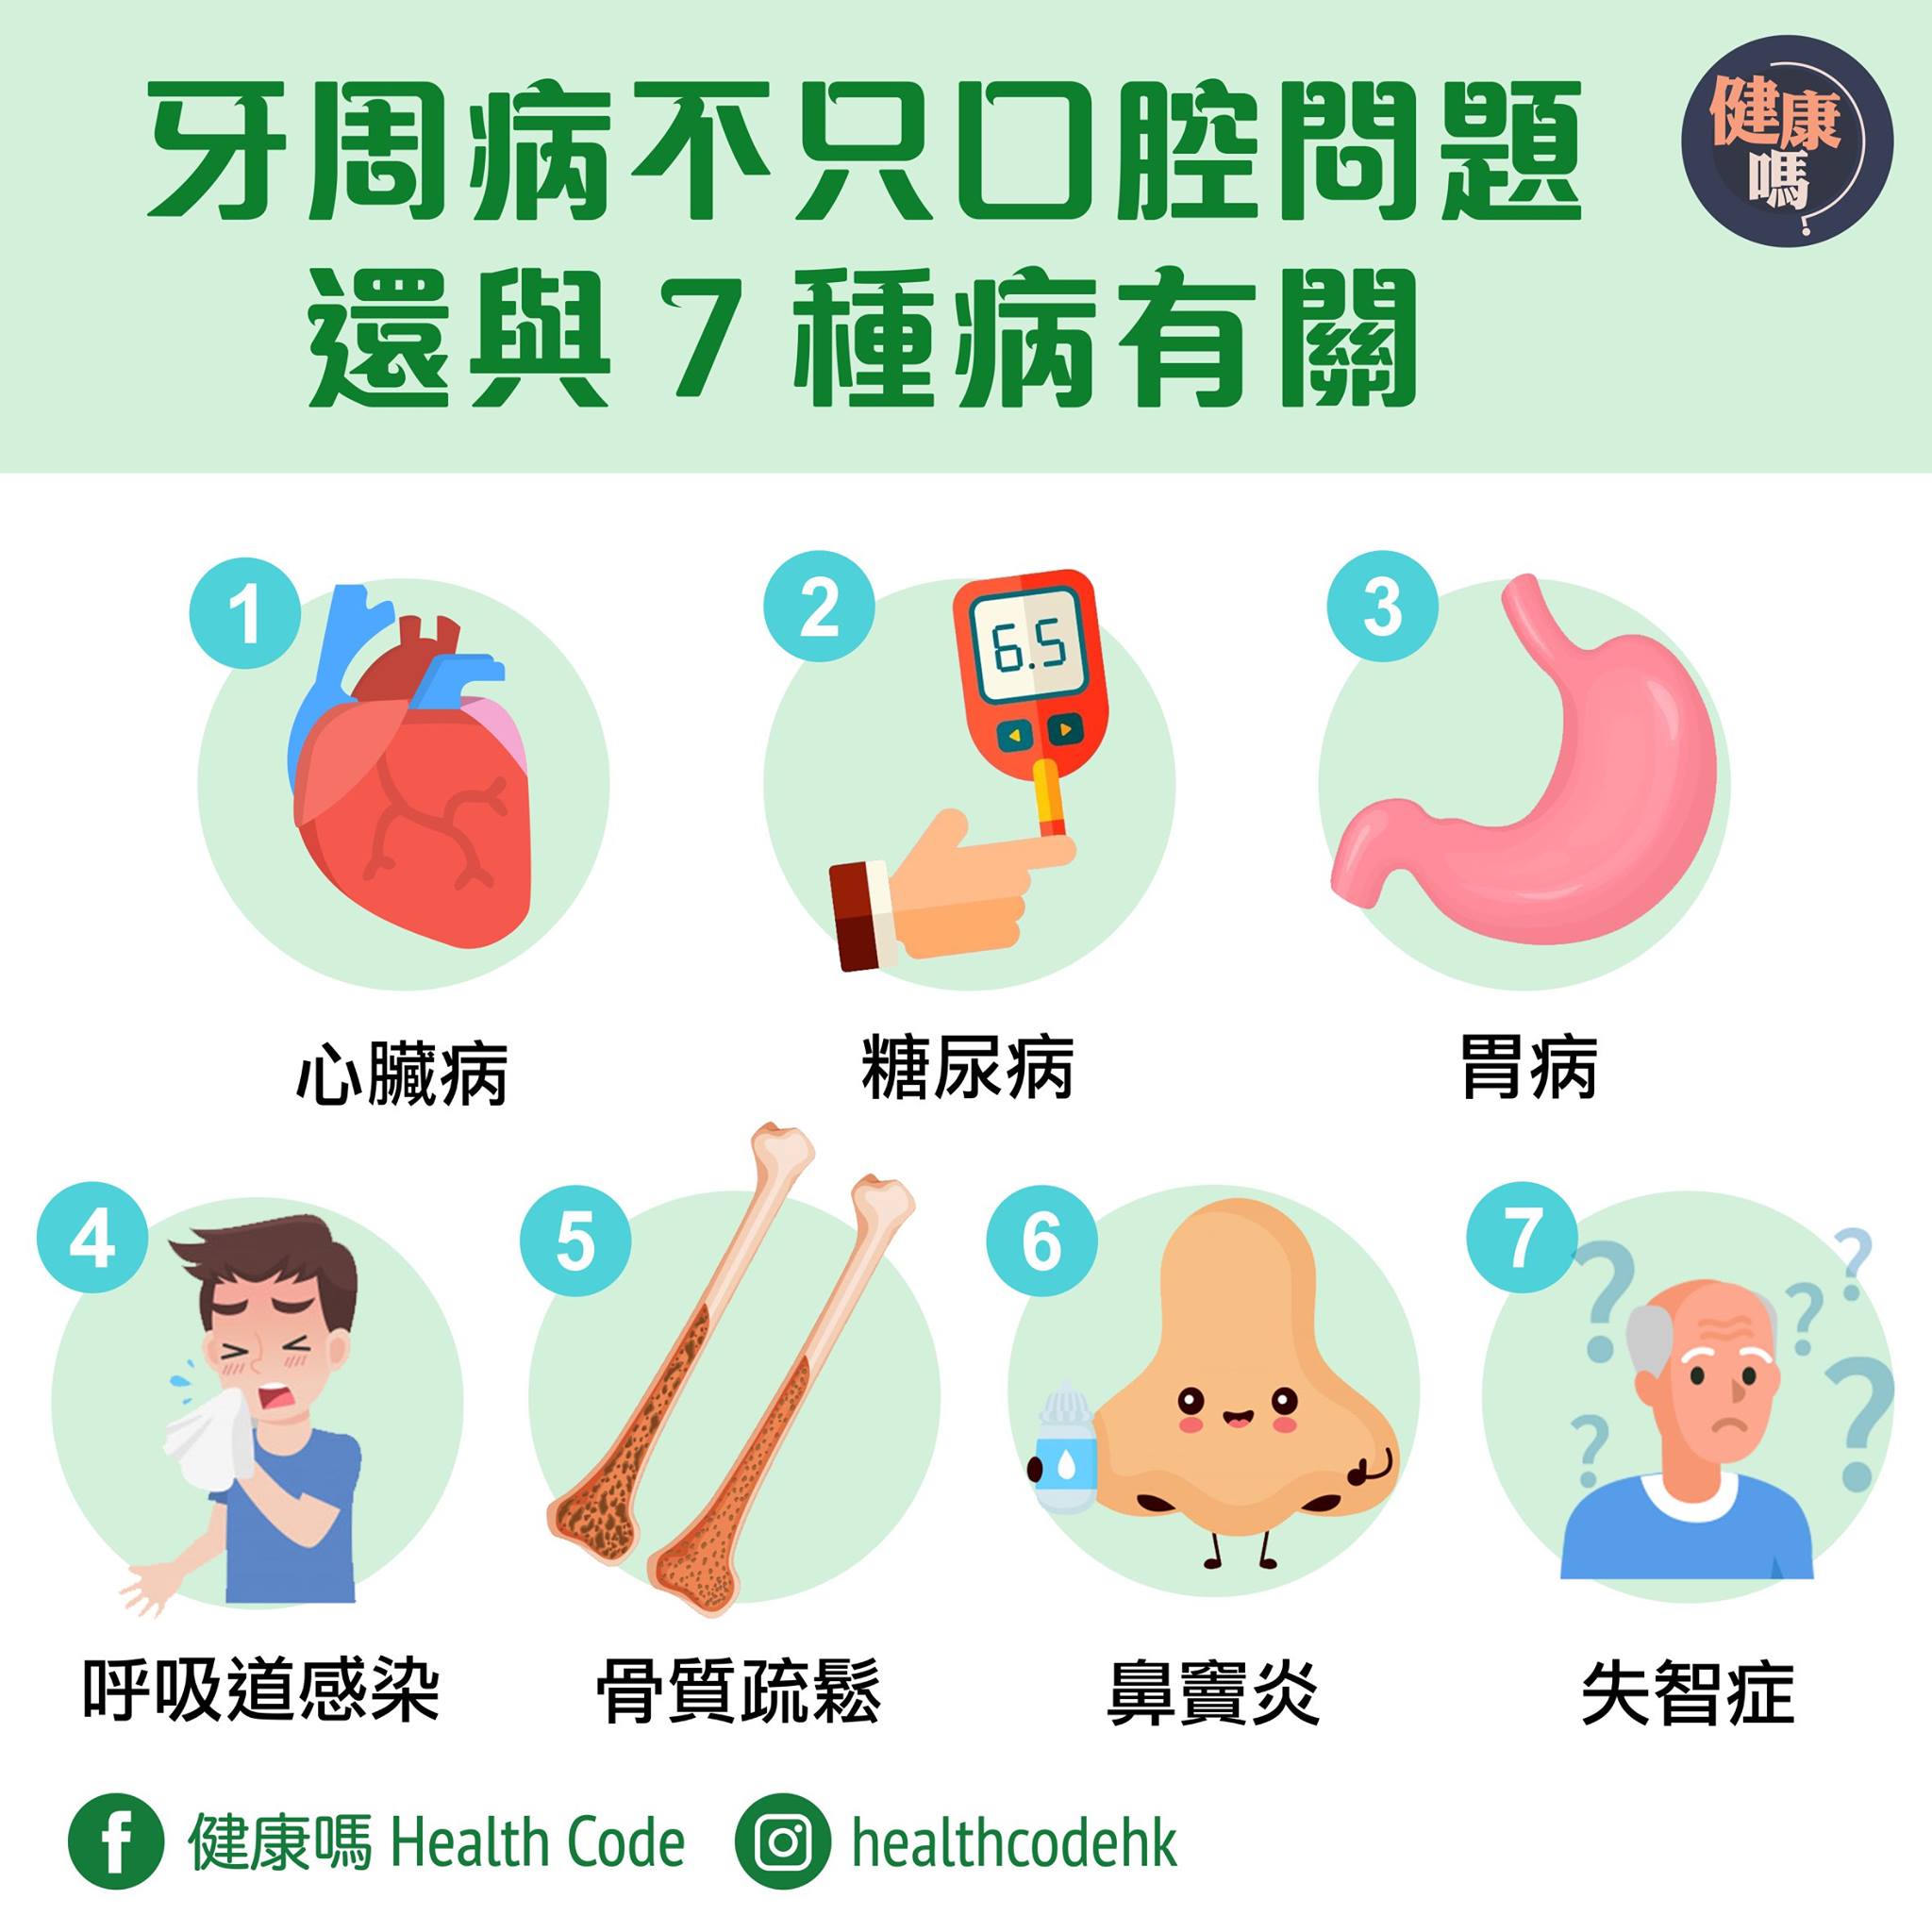 牙周病不只口腔問題
健康
嗎?
還與7種病有關
1
2
6.5
3
心臟病
糖尿病
胃病
4
5
6
7
? ? ? ? ?
呼吸道感染
骨質疏鬆
鼻竇炎
失智症
f 健康嗎 Health Code
healthcodehk